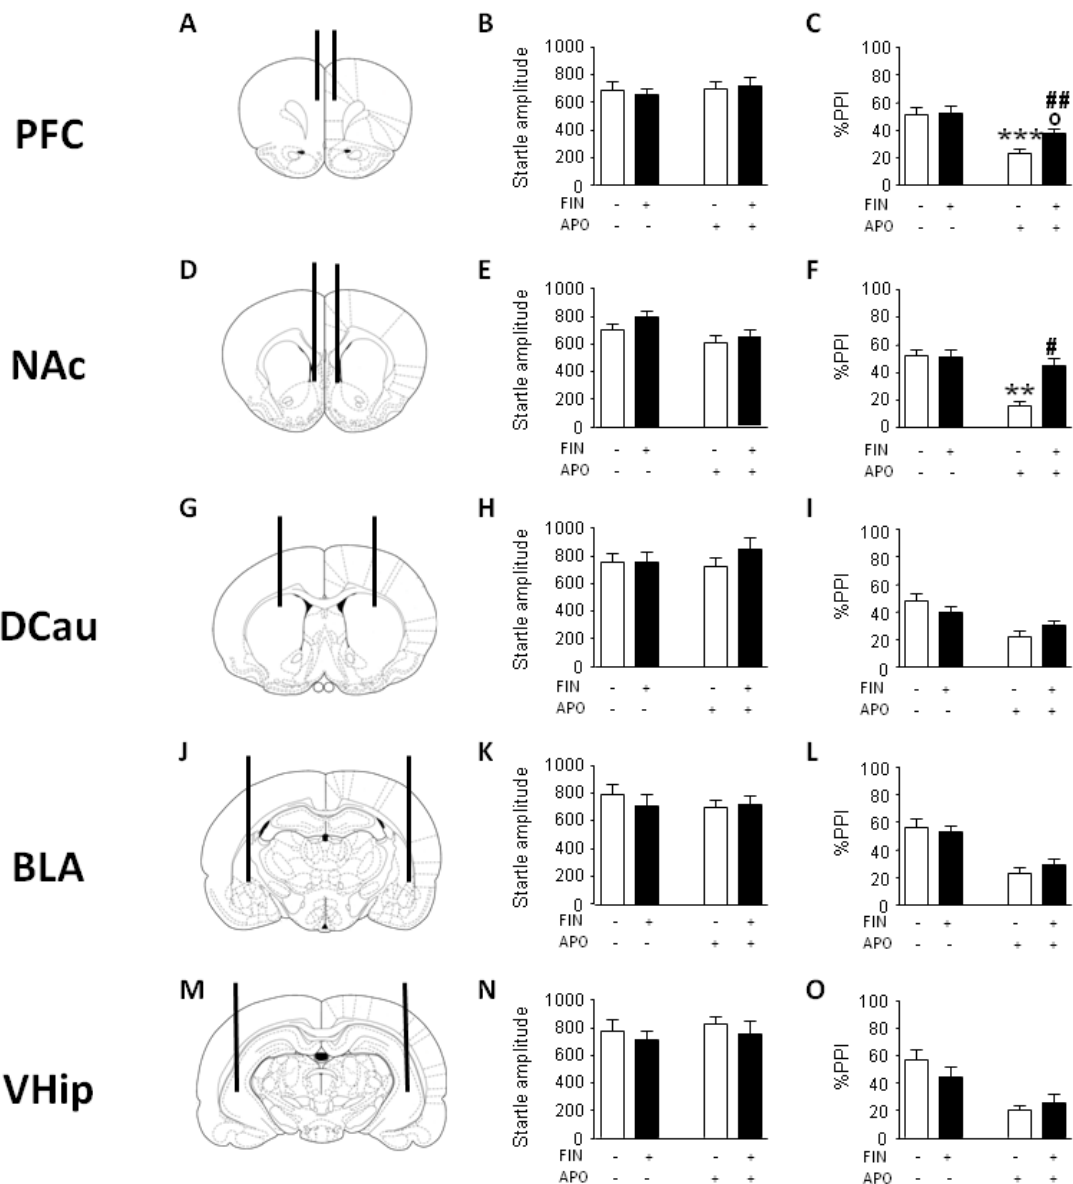 PFC
A
B
Startle amplitude
1000
800
600
400
200
0
FIN - + - +
APO - - + +
C
%PPI
100
80
60
40
20
0
***
##
o
FIN - + - +
APO - - + +
NAc
D
E
Startle amplitude
1000
800
600
400
200
0
FIN - + - +
APO - - + +
F
%PPI
100
80
60
40
20
0
**
#
FIN - + - +
APO - - + +
DCau
G
H
Startle amplitude
1000
800
600
400
200
0
FIN - + - +
APO - - + +
I
%PPI
100
80
60
40
20
0
FIN - + - +
APO - - + +
BLA
J
K
Startle amplitude
1000
800
600
400
200
0
FIN - + - +
APO - - + +
L
%PPI
100
80
60
40
20
0
FIN - + - +
APO - - + +
VHip
M
N
Startle amplitude
1000
800
600
400
200
0
FIN - + - +
APO - - + +
O
%PPI
100
80
60
40
20
0
FIN - + - +
APO - - + +